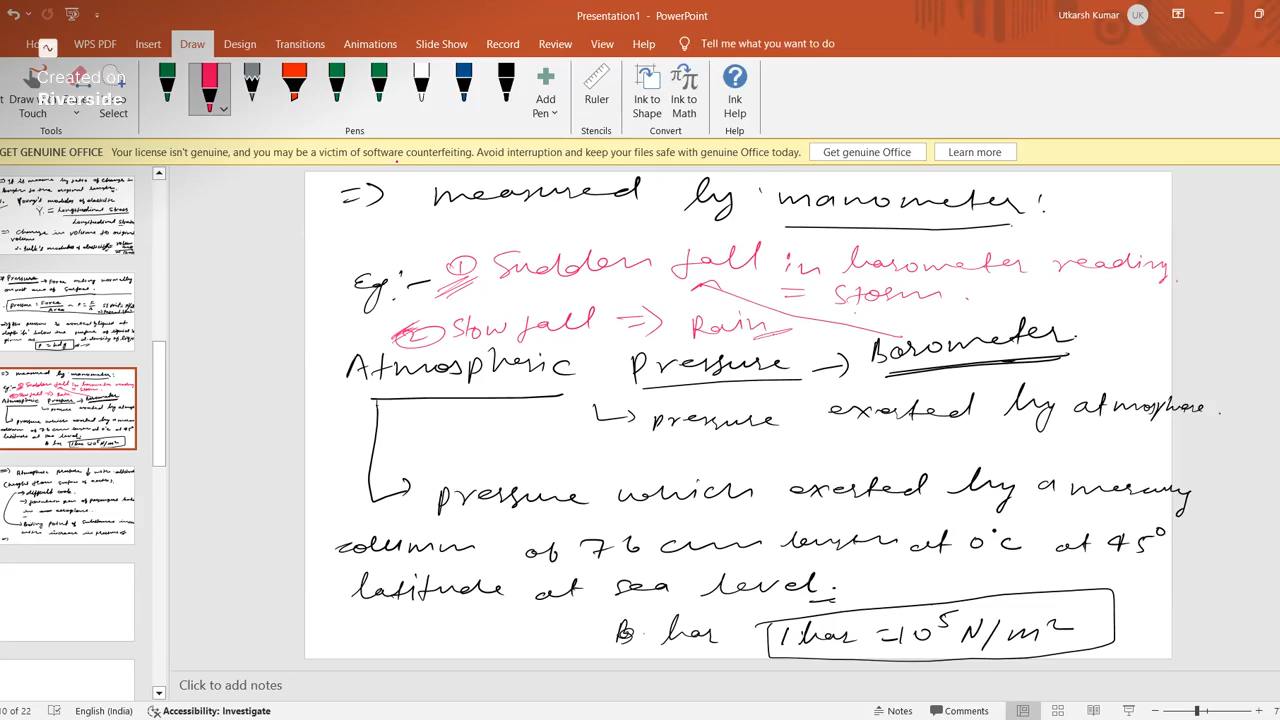 Presentation1 - PowerPoint
Utkarsh Kumar UK
WPS PDF Insert Draw Design Transitions Animations Slide Show Record Review View Help Tell me what you want to do
Created on
Riverside
Draw
Touch
Select
Add
Pen
Ruler
Ink to
Shape
Ink to
Math
Ink
Help
Tools Pens Stencils Convert Help
GET GENUINE OFFICE Your license isn't genuine, and you may be a victim of software counterfeiting. Avoid interruption and keep your files safe with genuine Office today. Get genuine Office Learn more
=> measured by manometer:
Eg:- ① Sudden fall in barometer reading
= Storm.
② Slow fall => Rain
Atmospheric Pressure → Barometer
↳ pressure exerted by atmosphere.
↳ pressure which exerted by a mercury
column of 76 cm length at 0°C at 45°
latitude at sea level.
bar 1 bar = 10⁵ N/m²
Click to add notes
10 of 22 English (India) Accessibility: Investigate Notes Comments 7